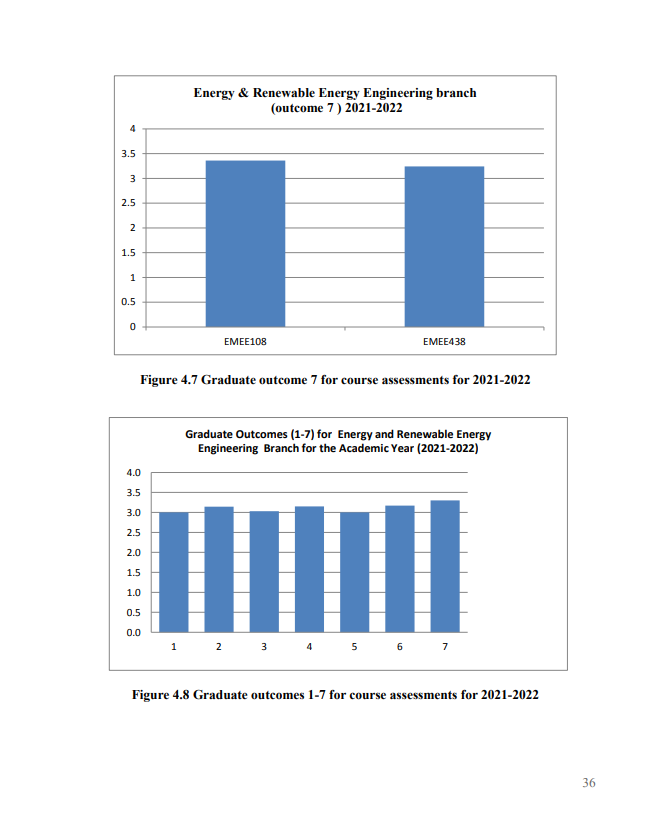 Energy & Renewable Energy Engineering branch
(outcome 7 ) 2021-2022
4
3.5
3
2.5
2
1.5
1
0.5
0
EMEE108 EMEE438
Figure 4.7 Graduate outcome 7 for course assessments for 2021-2022
Graduate Outcomes (1-7) for Energy and Renewable Energy
Engineering Branch for the Academic Year (2021-2022)
4.0
3.5
3.0
2.5
2.0
1.5
1.0
0.5
0.0
1 2 3 4 5 6 7
Figure 4.8 Graduate outcomes 1-7 for course assessments for 2021-2022
36